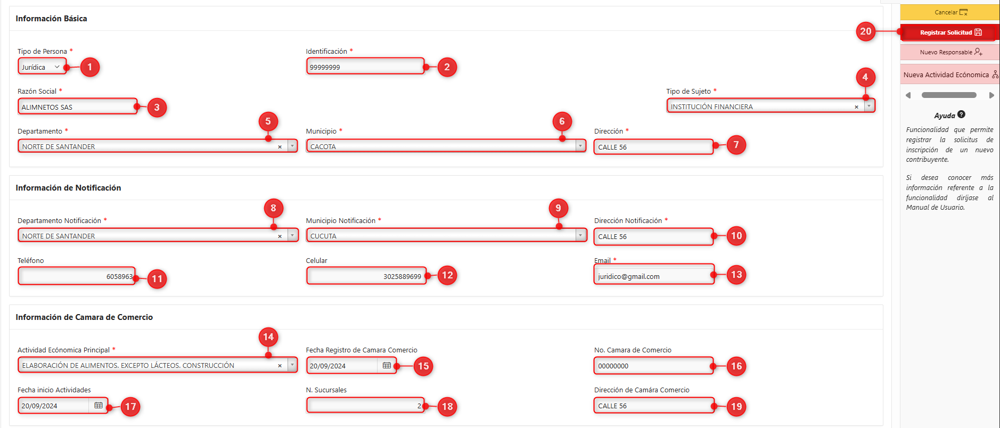 Información Básica
Tipo de Persona *
Jurídica
1
Identificación *
99999999
2
Razón Social *
ALIMNETOS SAS
3
Tipo de Sujeto *
INSTITUCIÓN FINANCIERA
×
4
Departamento *
NORTE DE SANTANDER
×
5
Municipio *
CACOTA
6
Dirección *
CALLE 56
7
Información de Notificación
Departamento Notificación *
NORTE DE SANTANDER
×
8
Municipio Notificación *
CUCUTA
9
Dirección Notificación *
CALLE 56
10
Teléfono
6058963
11
Celular
3025889699
12
Email *
juridico@gmail.com
13
Información de Camara de Comercio
Actividad Ecónomica Principal *
ELABORACIÓN DE ALIMENTOS. EXCEPTO LÁCTEOS. CONSTRUCCIÓN
×
14
Fecha Registro de Camara Comercio
20/09/2024
15
No. Camara de Comercio
00000000
16
Fecha inicio Actividades
20/09/2024
17
N. Sucursales
2
18
Dirección de Camára Comercio
CALLE 56
19
Cancelar
20
Registrar Solicitud
Nuevo Responsable
Nueva Actividad Ecónomica
Ayuda ?
Funcionalidad que permite
registrar la solicitus de
inscripción de un nuevo
contribuyente.
Si desea conocer más
información referente a la
funcionalidad diríjase al
Manual de Usuario.